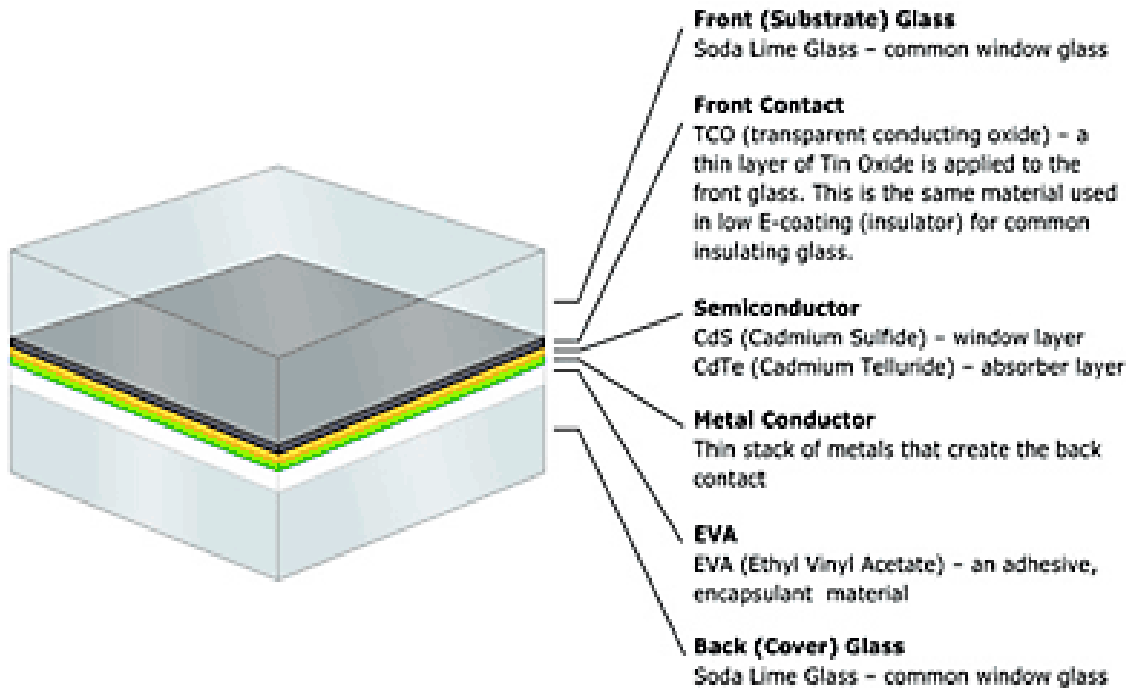 Front (Substrate) Glass
Soda Lime Glass – common window glass
Front Contact
TCO (transparent conducting oxide) – a
thin layer of Tin Oxide is applied to the
front glass. This is the same material used
in low E-coating (insulator) for common
insulating glass.
Semiconductor
CdS (Cadmium Sulfide) – window layer
CdTe (Cadmium Telluride) – absorber layer
Metal Conductor
Thin stack of metals that create the back
contact
EVA
EVA (Ethyl Vinyl Acetate) – an adhesive,
encapsulant material
Back (Cover) Glass
Soda Lime Glass – common window glass